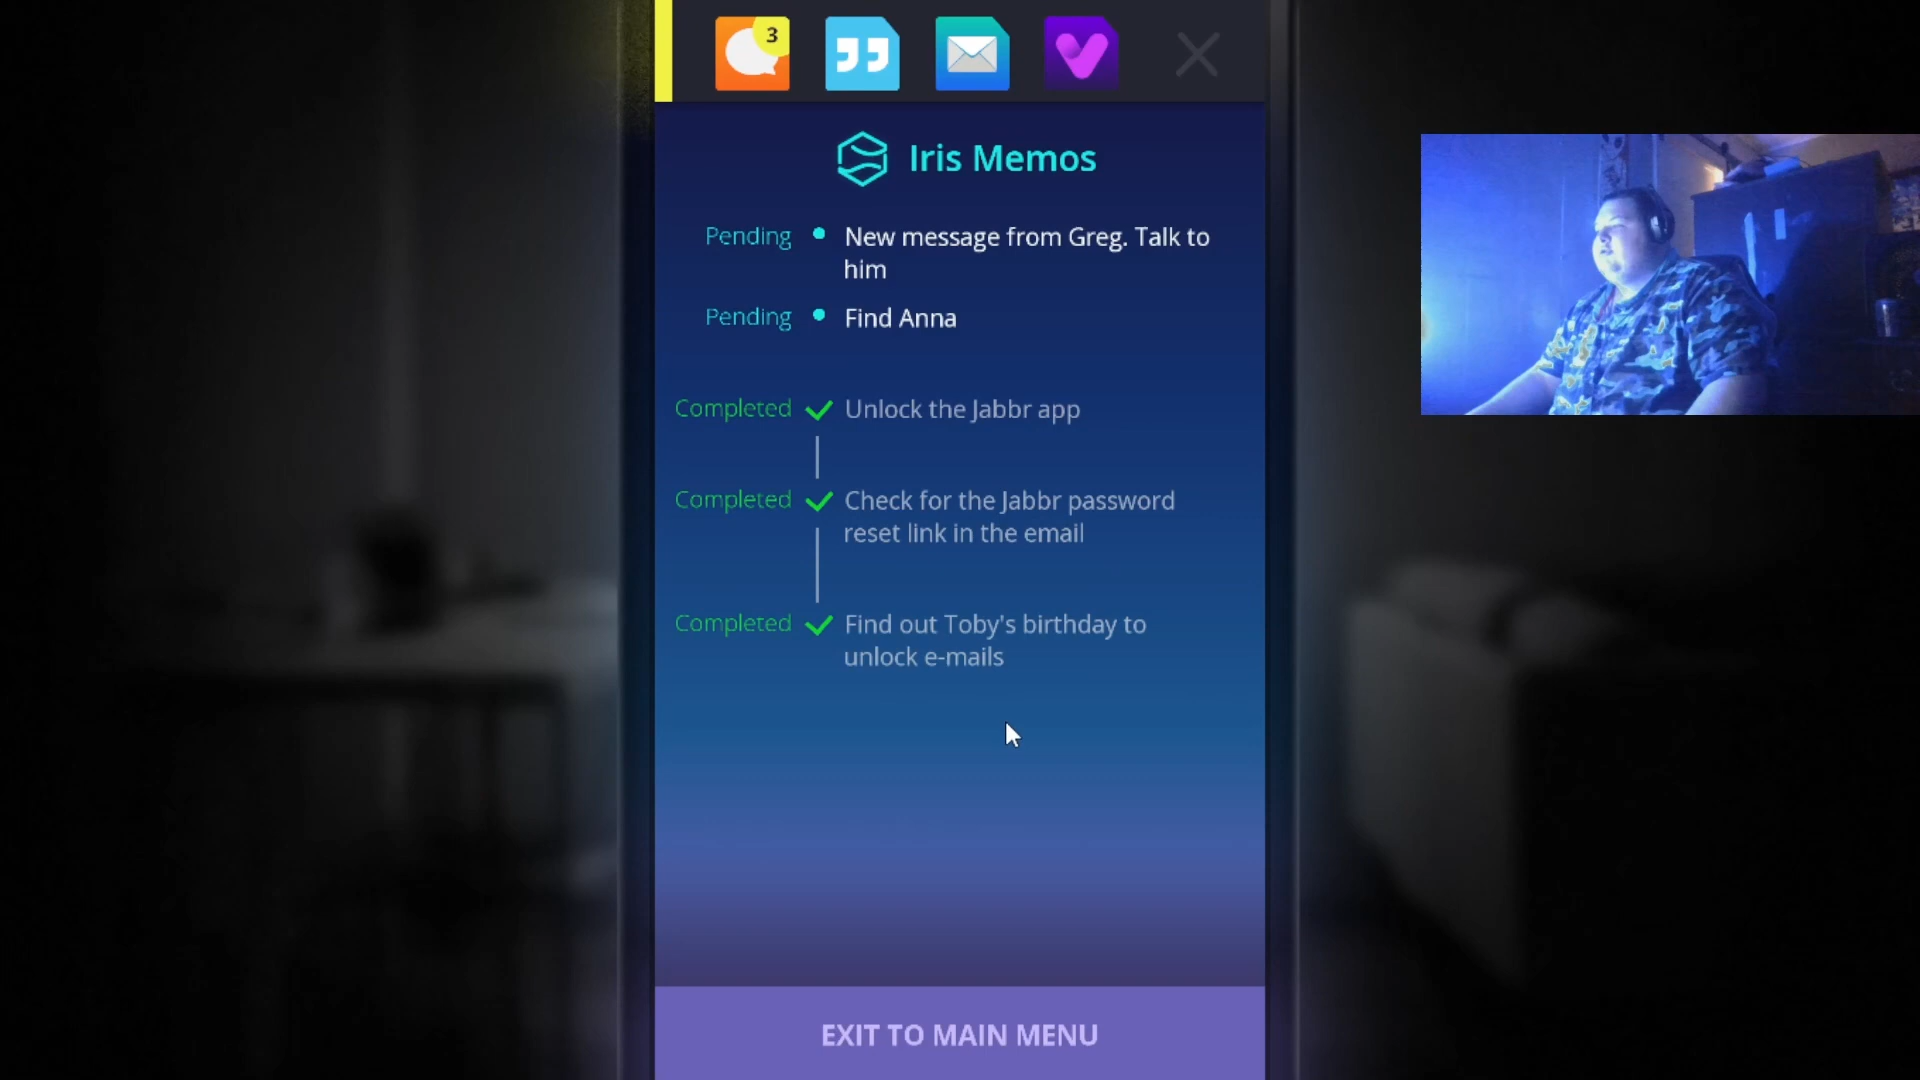 3
Iris Memos
Pending New message from Greg. Talk to
him
Pending Find Anna
Completed Unlock the Jabbr app
Completed Check for the Jabbr password
reset link in the email
Completed Find out Toby's birthday to
unlock e-mails
EXIT TO MAIN MENU